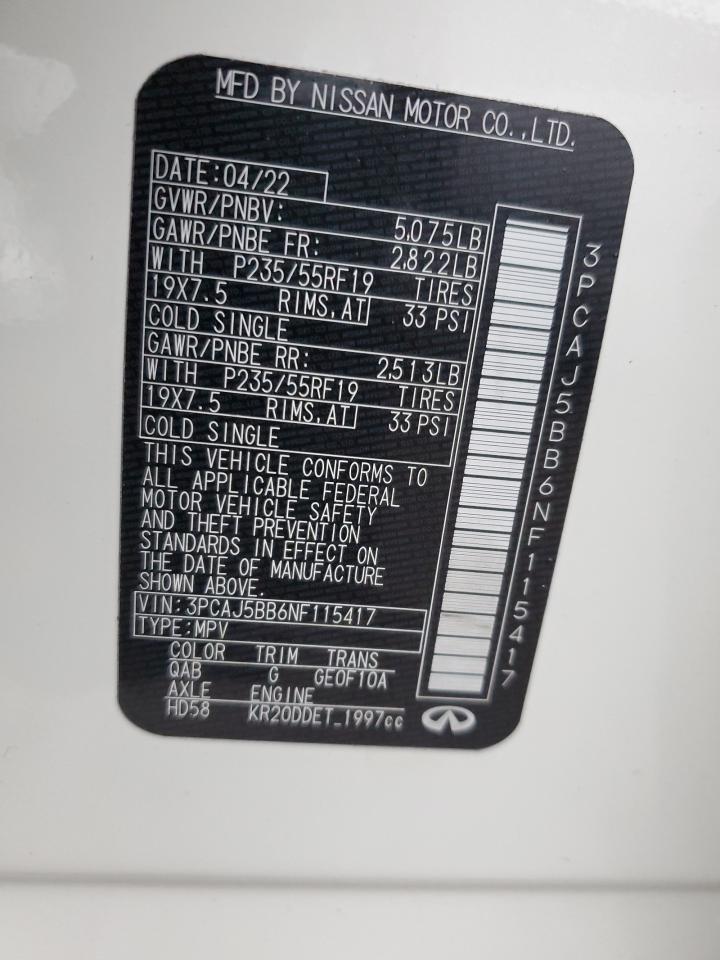 MFD BY NISSAN MOTOR CO.,LTD.
DATE:04/22
GVWR/PNBV: 5,075LB
GAWR/PNBE FR: 2,822LB
WITH P235/55RF19 TIRES
19X7.5 RIMS,AT 33 PSI
COLD SINGLE
GAWR/PNBE RR: 2,513LB
WITH P235/55RF19 TIRES
19X7.5 RIMS,AT 33 PSI
COLD SINGLE
THIS VEHICLE CONFORMS TO
ALL APPLICABLE FEDERAL
MOTOR VEHICLE SAFETY
AND THEFT PREVENTION
STANDARDS IN EFFECT ON
THE DATE OF MANUFACTURE
SHOWN ABOVE.
VIN:3PCAJ5BB6NF115417
TYPE:MPV
COLOR TRIM TRANS
QAB G GE0F10A
AXLE ENGINE
HD58 KR20DDET_1997cc
3PCAJ5BB6NF115417